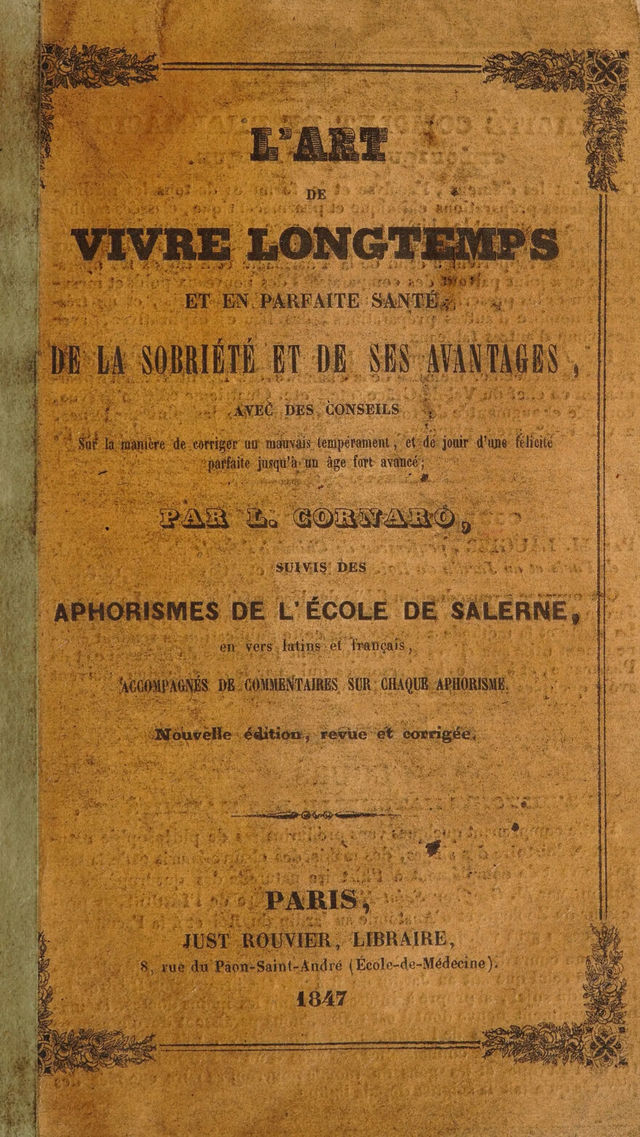 L'ART
DE
VIVRE LONGTEMPS
ET EN PARFAITE SANTÉ,
DE LA SOBRIÉTÉ ET DE SES AVANTAGES,
AVEC DES CONSEILS
Sur la manière de corriger un mauvais tempérament, et de jouir d'une félicité
parfaite jusqu'à un âge fort avancé;
PAR L. CORNARO,
SUIVIS DES
APHORISMES DE L'ÉCOLE DE SALERNE,
en vers latins et français,
ACCOMPAGNÉS DE COMMENTAIRES SUR CHAQUE APHORISME.
Nouvelle édition, revue et corrigée.
PARIS,
JUST ROUVIER, LIBRAIRE,
8, rue du Paon-Saint-André (École-de-Médecine).
1847